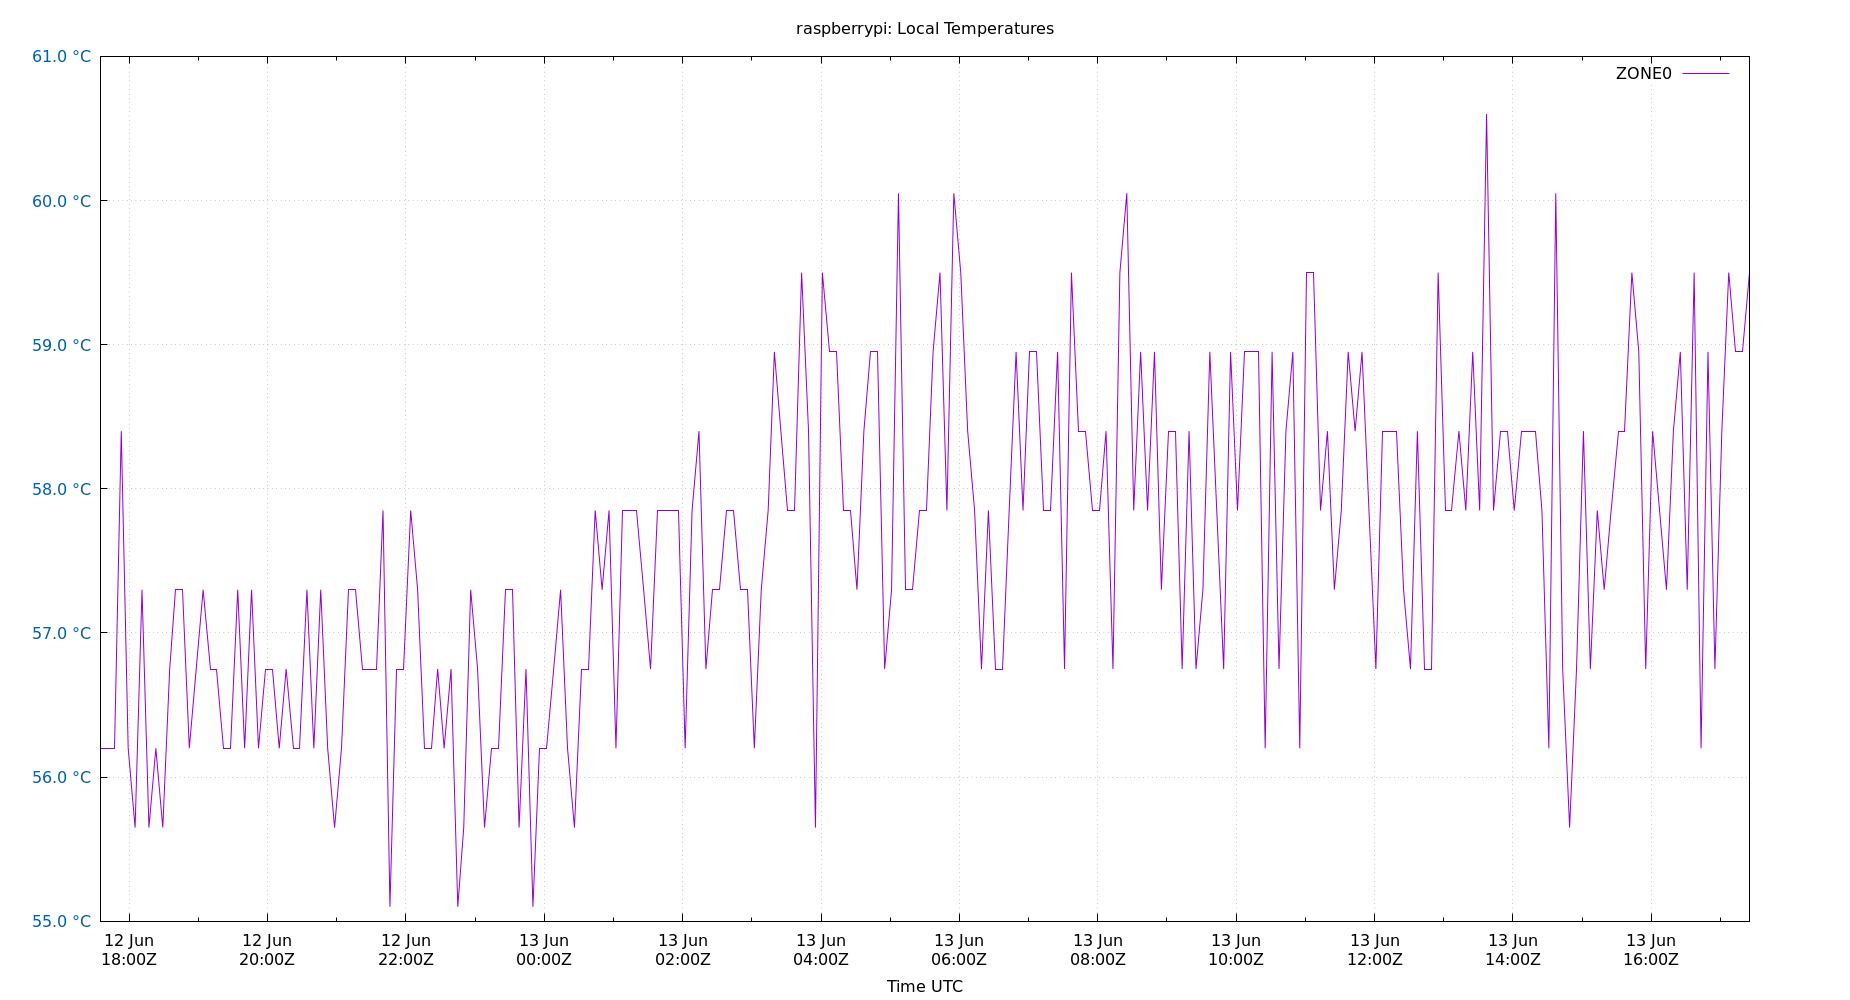 raspberrypi: Local Temperatures
61.0 °C
ZONE0
60.0 °C
59.0 °C
58.0 °C
57.0 °C
56.0 °C
55.0 °C
12 Jun 12 Jun 12 Jun 13 Jun 13 Jun 13 Jun 13 Jun 13 Jun 13 Jun 13 Jun 13 Jun 13 Jun
18:00Z 20:00Z 22:00Z 00:00Z 02:00Z 04:00Z 06:00Z 08:00Z 10:00Z 12:00Z 14:00Z 16:00Z
Time UTC